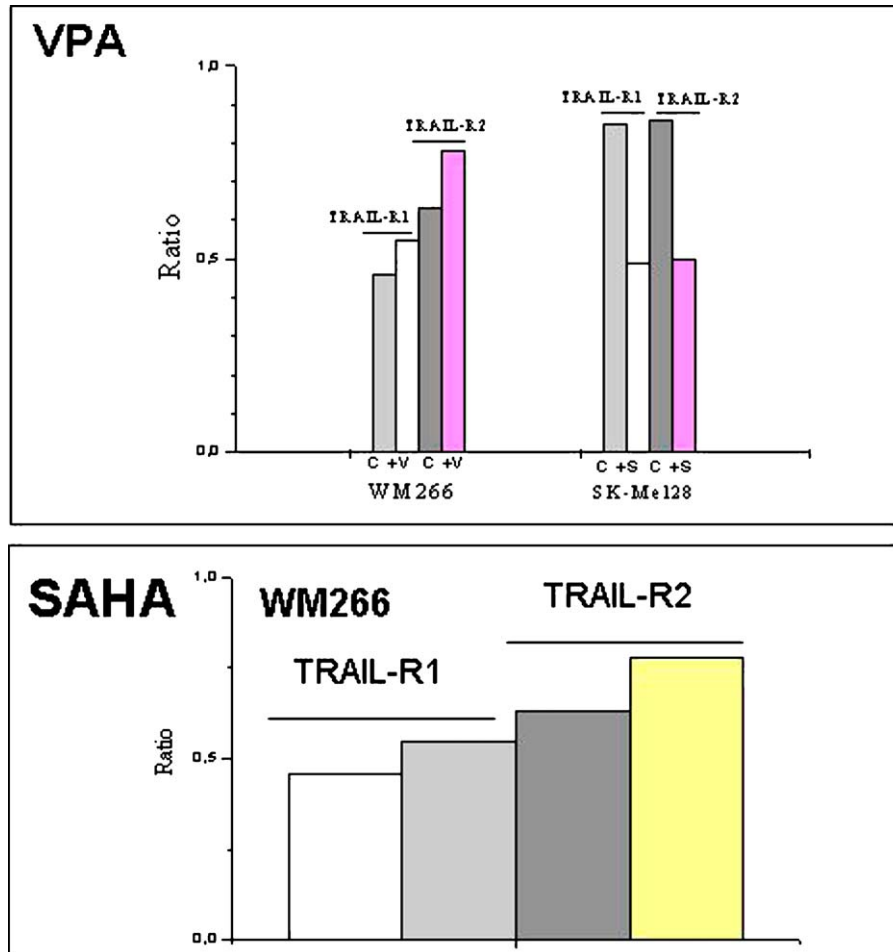 VPA
1,0
TRAIL-R1 TRAIL-R2
TRAIL-R2
TRAIL-R1
Ratio
0,5
0,0
C +V C +V C +S C +S
WM266 SK-Mel28
SAHA
1,0
WM266
TRAIL-R2
TRAIL-R1
Ratio
0,5
0,0